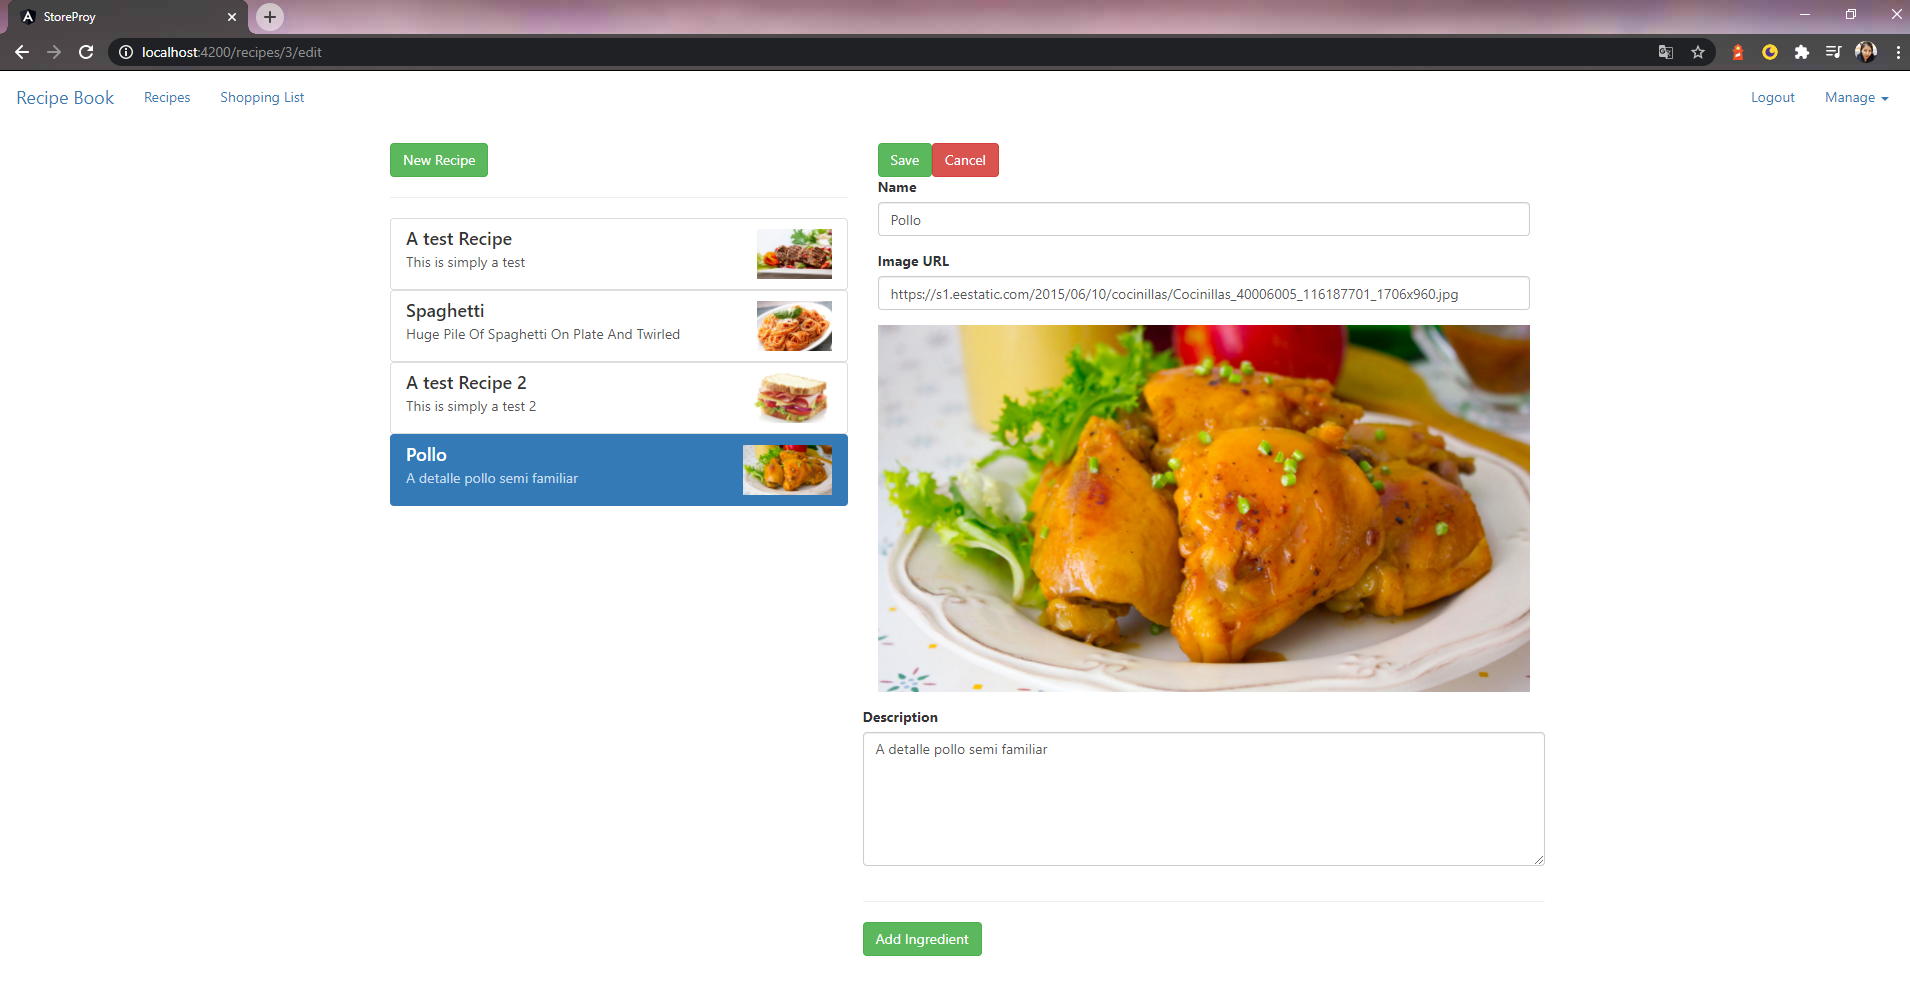 StoreProy
localhost:4200/recipes/3/edit
Recipe Book
Recipes
Shopping List
Logout
Manage
New Recipe
A test Recipe
This is simply a test
Spaghetti
Huge Pile Of Spaghetti On Plate And Twirled
A test Recipe 2
This is simply a test 2
Pollo
A detalle pollo semi familiar
Save
Cancel
Name
Pollo
Image URL
https://s1.eestatic.com/2015/06/10/cocinillas/Cocinillas_40006005_116187701_1706x960.jpg
Description
A detalle pollo semi familiar
Add Ingredient